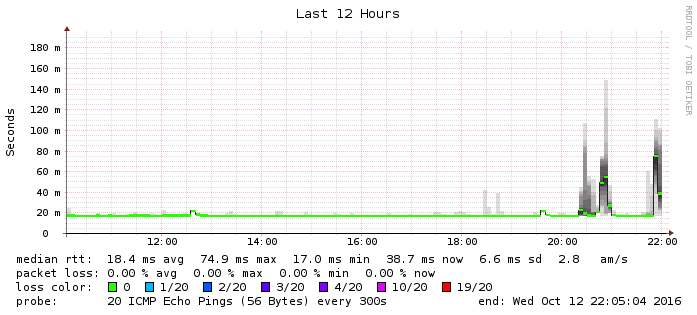 Last 12 Hours
RRDTOOL / TOBI OETIKER
Seconds
180 m
160 m
140 m
120 m
100 m
80 m
60 m
40 m
20 m
0
12:00 14:00 16:00 18:00 20:00 22:00
median rtt: 18.4 ms avg 74.9 ms max 17.0 ms min 38.7 ms now 6.6 ms sd 2.8 am/s
packet loss: 0.00 % avg 0.00 % max 0.00 % min 0.00 % now
loss color: 0 1/20 2/20 3/20 4/20 10/20 19/20
probe: 20 ICMP Echo Pings (56 Bytes) every 300s end: Wed Oct 12 22:05:04 2016